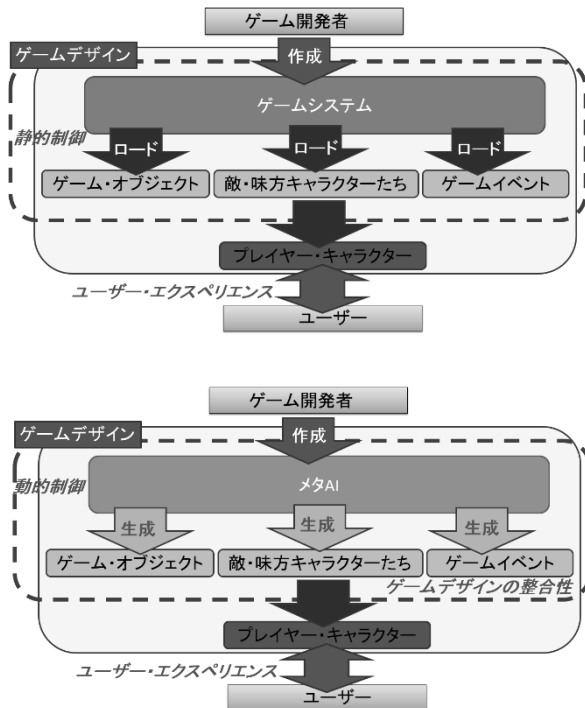 ゲーム開発者
ゲームデザイン
作成
ゲームシステム
静的制御
ロード
ロード
ロード
ゲーム・オブジェクト
敵・味方キャラクターたち
ゲームイベント
プレイヤー・キャラクター
ユーザー・エクスペリエンス
ユーザー
ゲーム開発者
ゲームデザイン
作成
メタAI
動的制御
生成
生成
生成
ゲーム・オブジェクト
敵・味方キャラクターたち
ゲームイベント
ゲームデザインの整合性
プレイヤー・キャラクター
ユーザー・エクスペリエンス
ユーザー